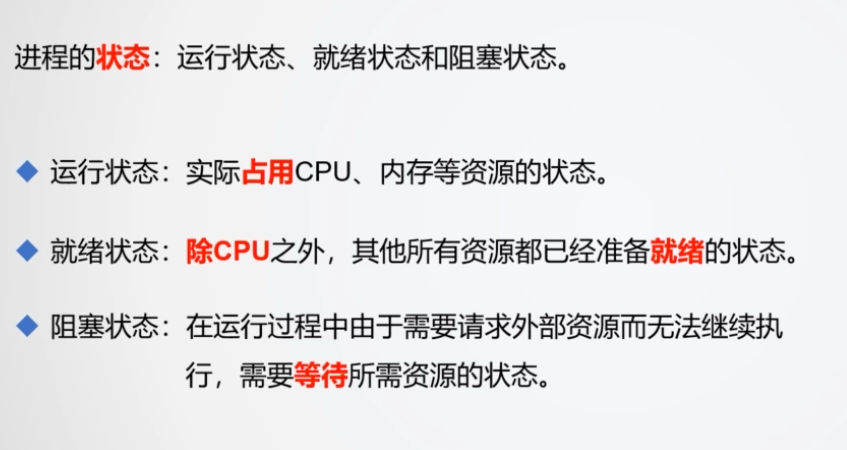 进程的状态：运行状态、就绪状态和阻塞状态。
运行状态：实际占用CPU、内存等资源的状态。
就绪状态：除CPU之外，其他所有资源都已经准备就绪的状态。
阻塞状态：在运行过程中由于需要请求外部资源而无法继续执
行，需要等待所需资源的状态。